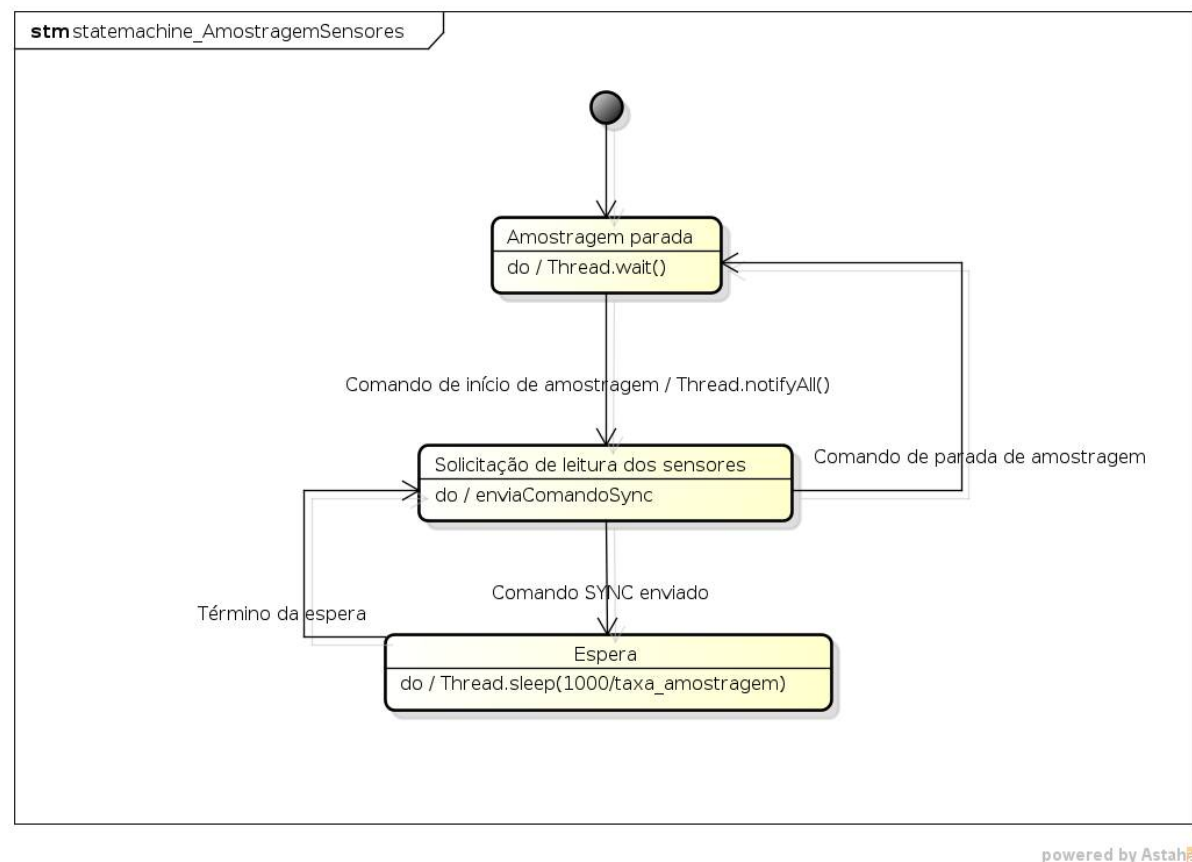 stm statemachine_AmostragemSensores
Amostragem parada
do / Thread.wait()
Comando de início de amostragem / Thread.notifyAll()
Solicitação de leitura dos sensores
do / enviaComandoSync
Comando de parada de amostragem
Comando SYNC enviado
Término da espera
Espera
do / Thread.sleep(1000/taxa_amostragem)
powered by Astah